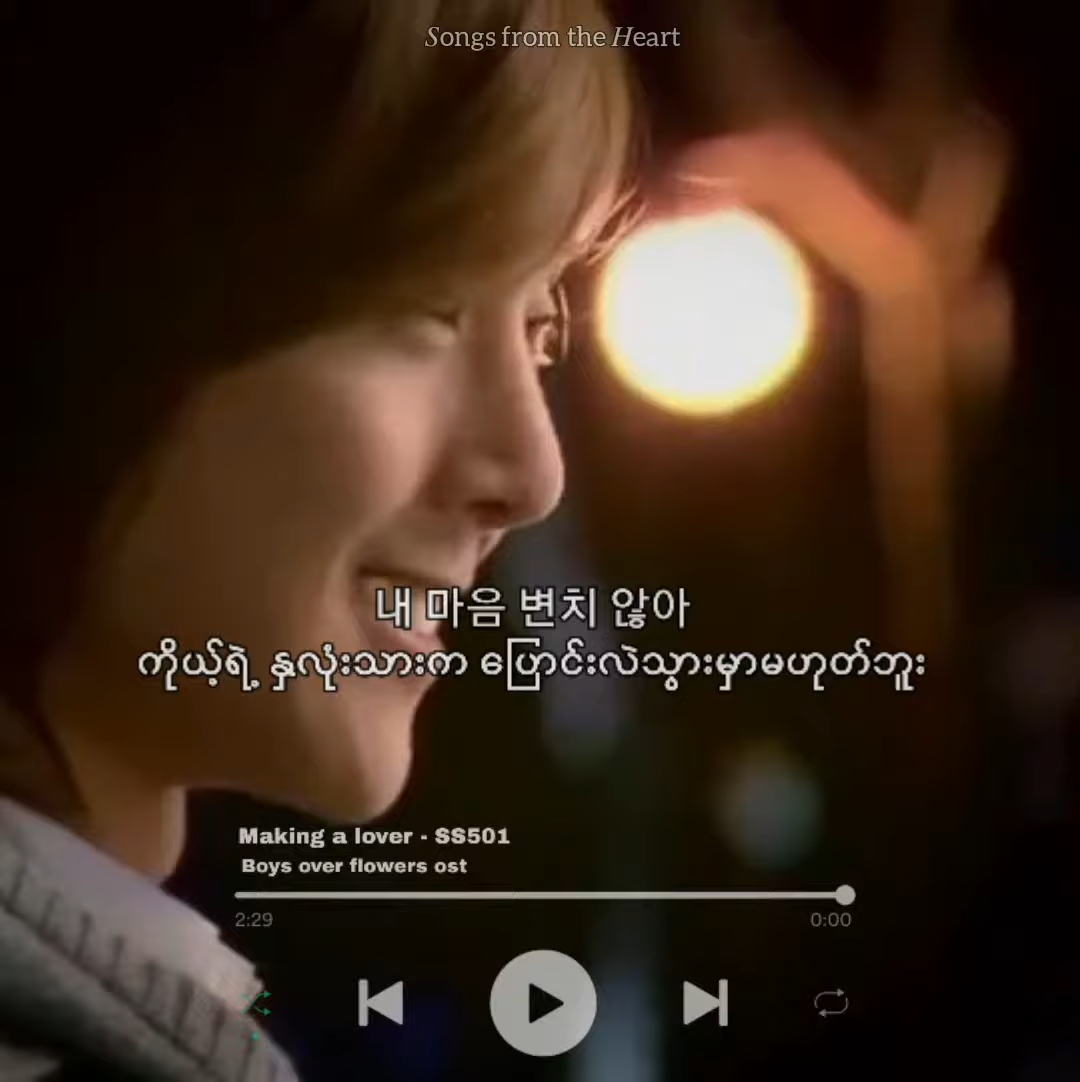 Songs from the Heart
내 마음 변치 않아
ကိုယ့်ရဲ့ နှလုံးသားက ပြောင်းလဲသွားမှာမဟုတ်ဘူး
Making a lover - SS501
Boys over flowers ost
2:29 0:00